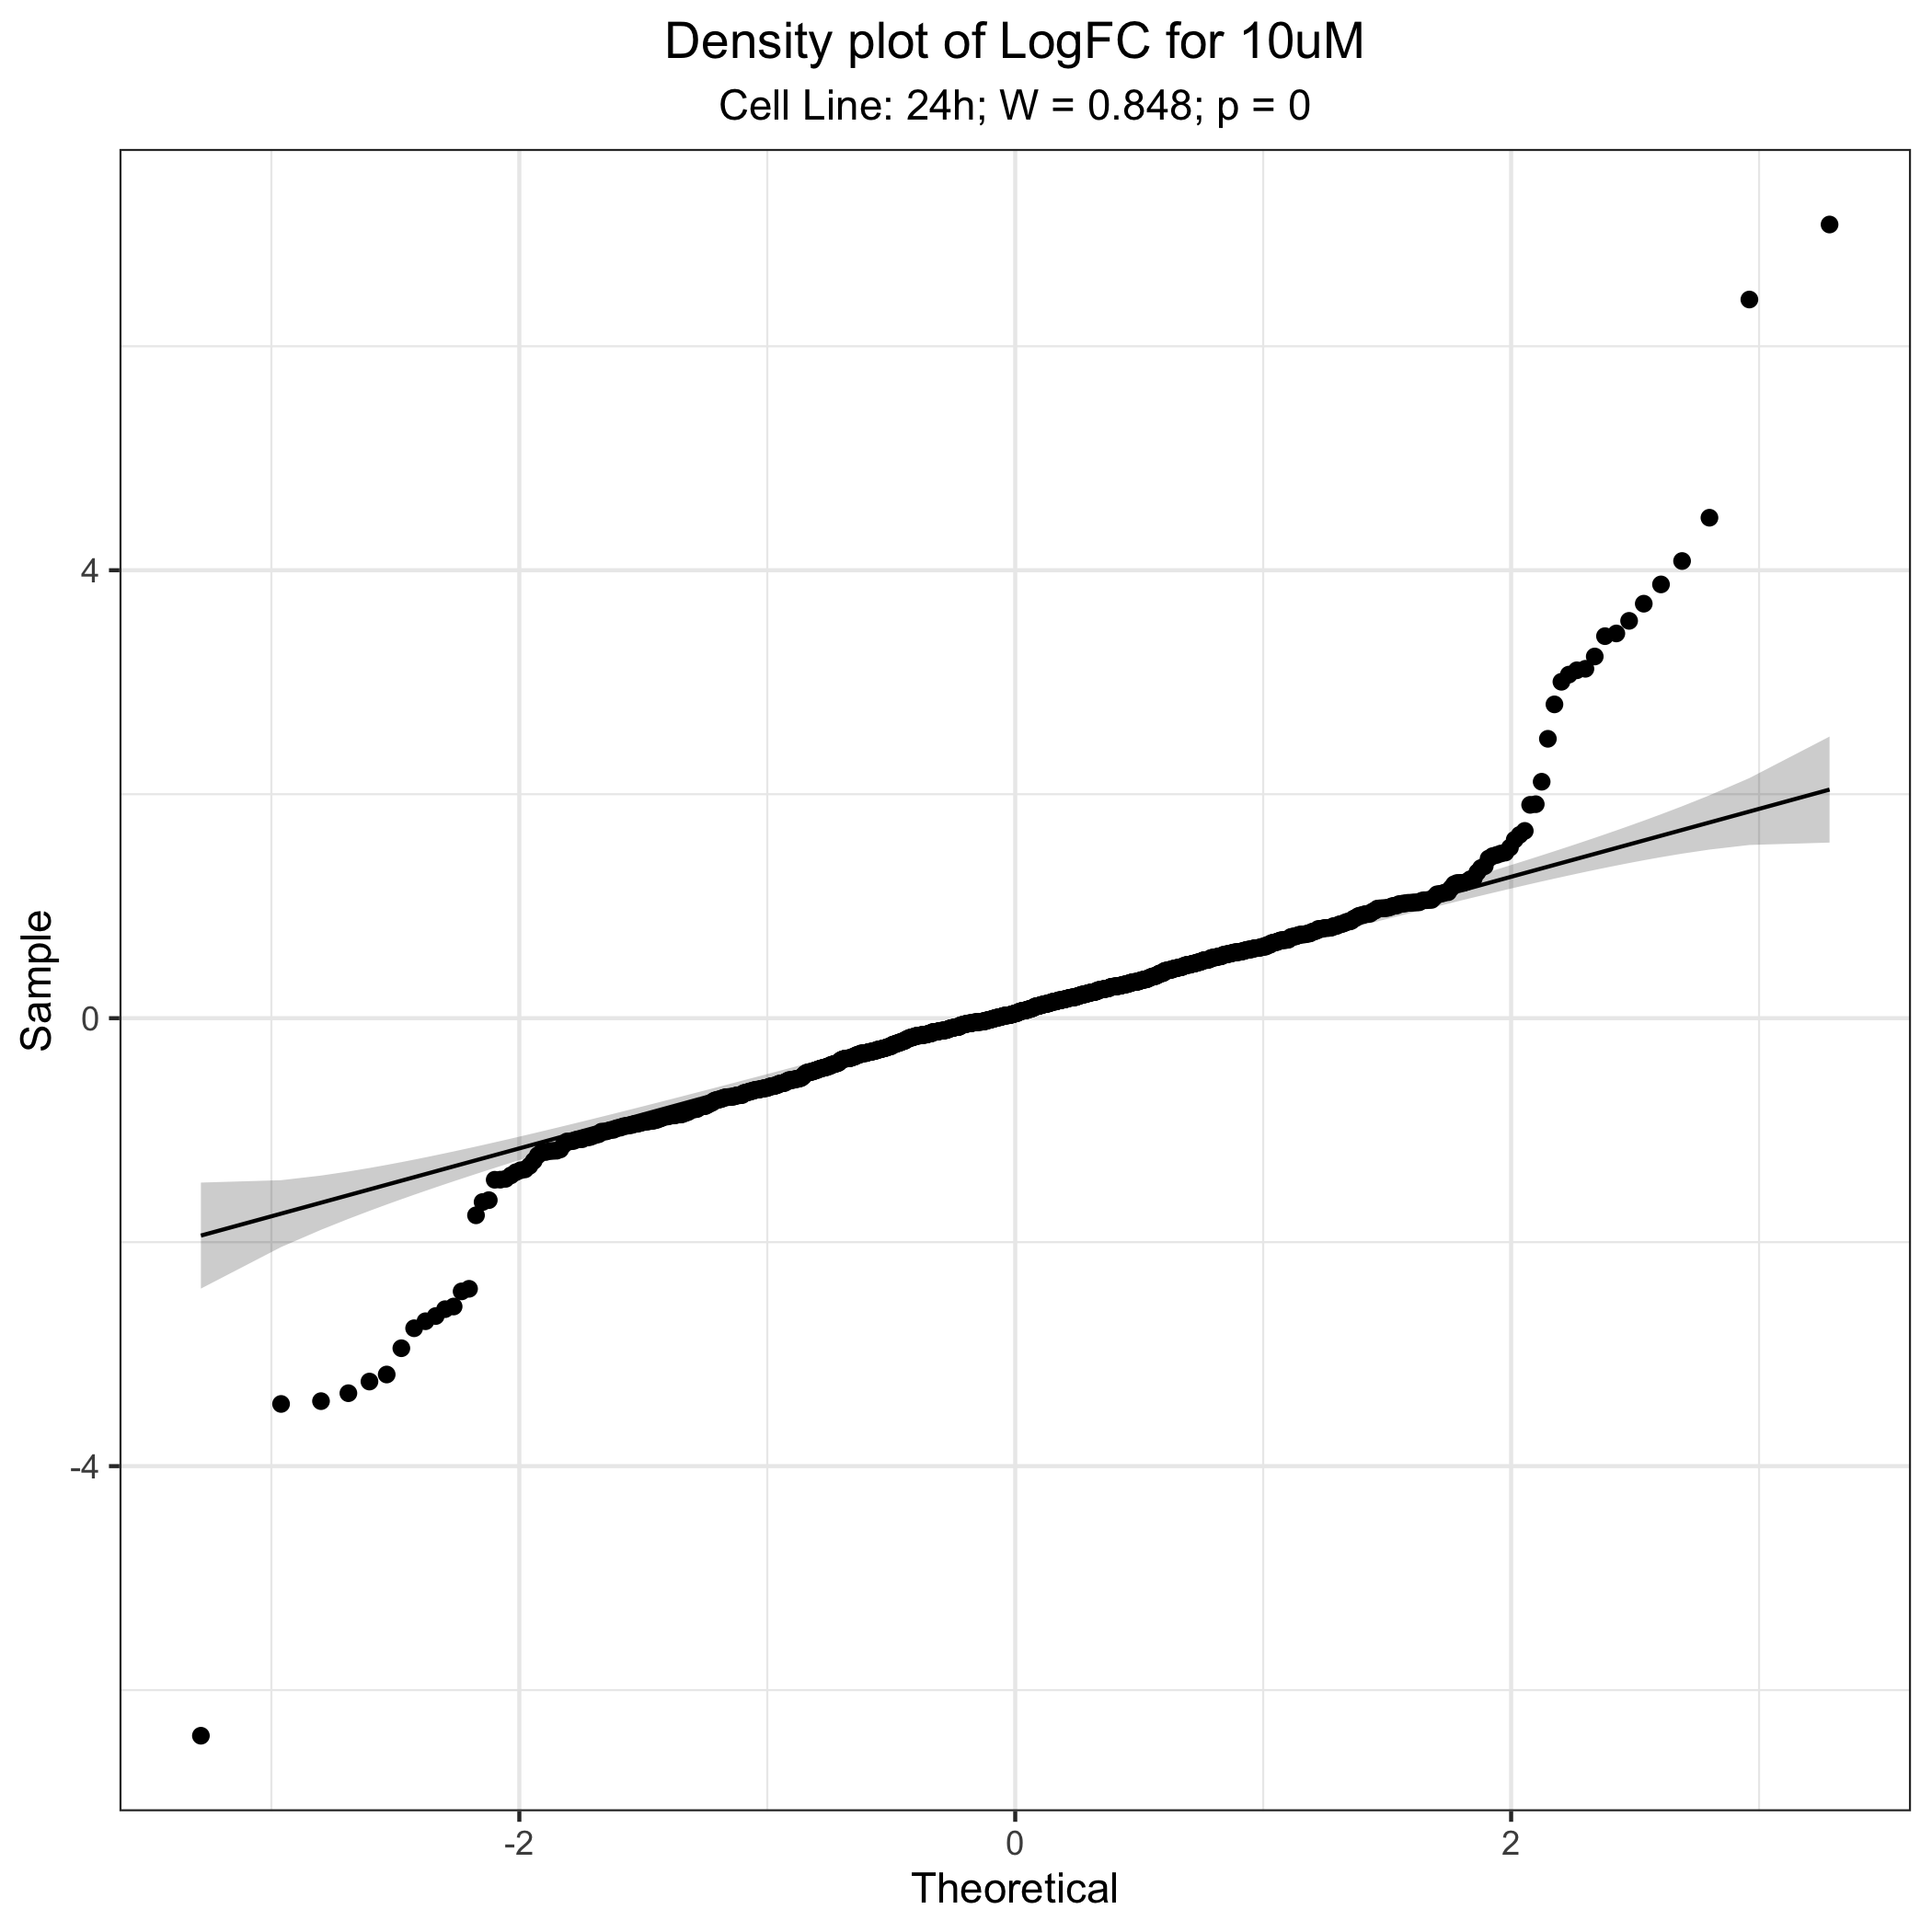 Density plot of LogFC for 10uM
Cell Line: 24h; W = 0.848; p = 0
Sample
4
0
-4
-2
0
2
Theoretical